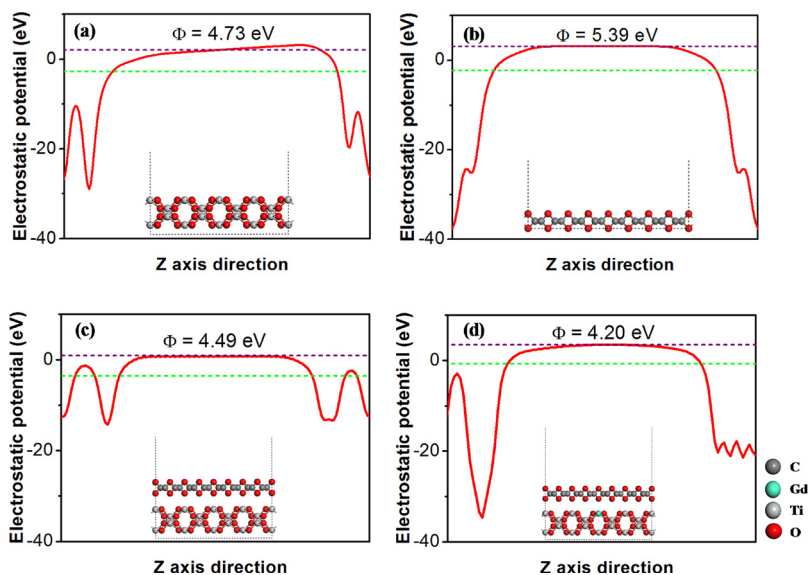 (a)
Φ = 4.73 eV
Electrostatic potential (eV)
0
-20
-40
Z axis direction
(b)
Φ = 5.39 eV
Electrostatic potential (eV)
0
-20
-40
Z axis direction
(c)
Φ = 4.49 eV
Electrostatic potential (eV)
0
-20
-40
Z axis direction
(d)
Φ = 4.20 eV
Electrostatic potential (eV)
0
-20
-40
Z axis direction
C
Gd
Ti
O